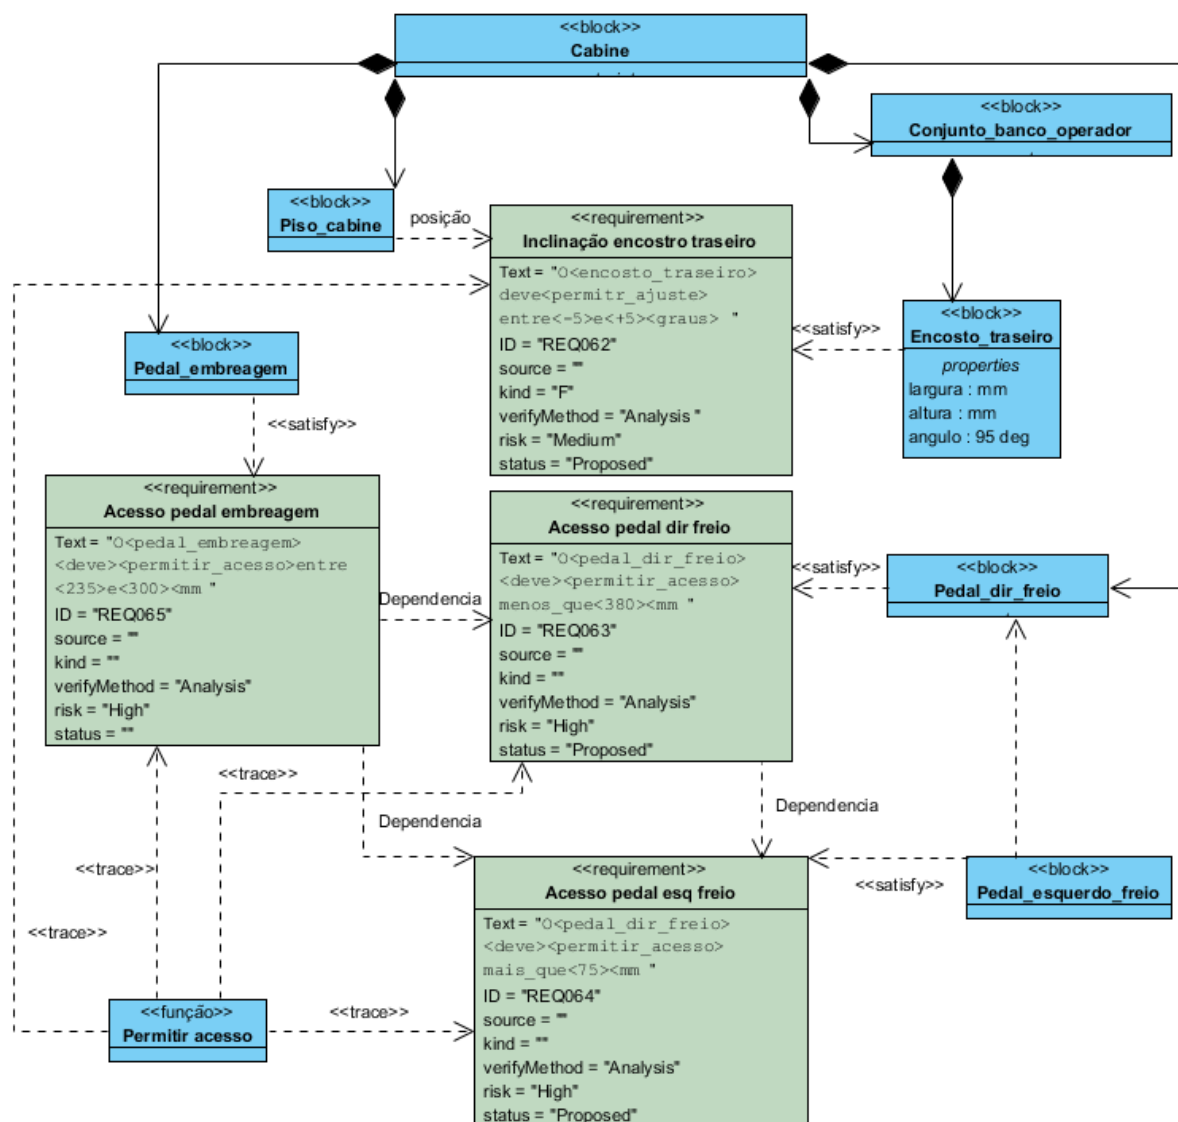 <<block>>
Cabine
<<block>>
Conjunto_banco_operador
<<block>>
Piso_cabine
posição
<<requirement>>
Inclinação encostro traseiro
Text = "O<encosto_traseiro>
deve<permitr_ajuste>
entre<-5>e<+5><graus> "
ID = "REQ062"
source = ""
kind = "F"
verifyMethod = "Analysis "
risk = "Medium"
status = "Proposed"
<<satisfy>>
<<block>>
Encosto_traseiro
properties
largura : mm
altura : mm
angulo : 95 deg
<<block>>
Pedal_embreagem
<<satisfy>>
<<requirement>>
Acesso pedal embreagem
Text = "O<pedal_embreagem>
<deve><permitir_acesso>entre
<235>e<300><mm "
ID = "REQ065"
source = ""
kind = ""
verifyMethod = "Analysis"
risk = "High"
status = ""
Dependencia
<<requirement>>
Acesso pedal dir freio
Text = "O<pedal_dir_freio>
<deve><permitir_acesso>
menos_que<380><mm "
ID = "REQ063"
source = ""
kind = ""
verifyMethod = "Analysis"
risk = "High"
status = "Proposed"
<<satisfy>>
<<block>>
Pedal_dir_freio
<<trace>>
Dependencia
Dependencia
<<trace>>
<<trace>>
<<requirement>>
Acesso pedal esq freio
Text = "O<pedal_dir_freio>
<deve><permitir_acesso>
mais_que<75><mm "
ID = "REQ064"
source = ""
kind = ""
verifyMethod = "Analysis"
risk = "High"
status = "Proposed"
<<satisfy>>
<<block>>
Pedal_esquerdo_freio
<<função>>
Permitir acesso
<<trace>>